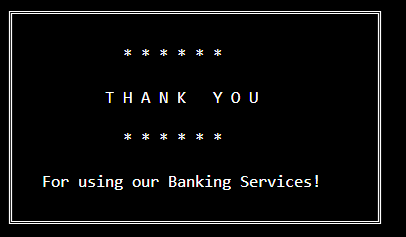 * * * * * *
T H A N K   Y O U
* * * * * *
For using our Banking Services!